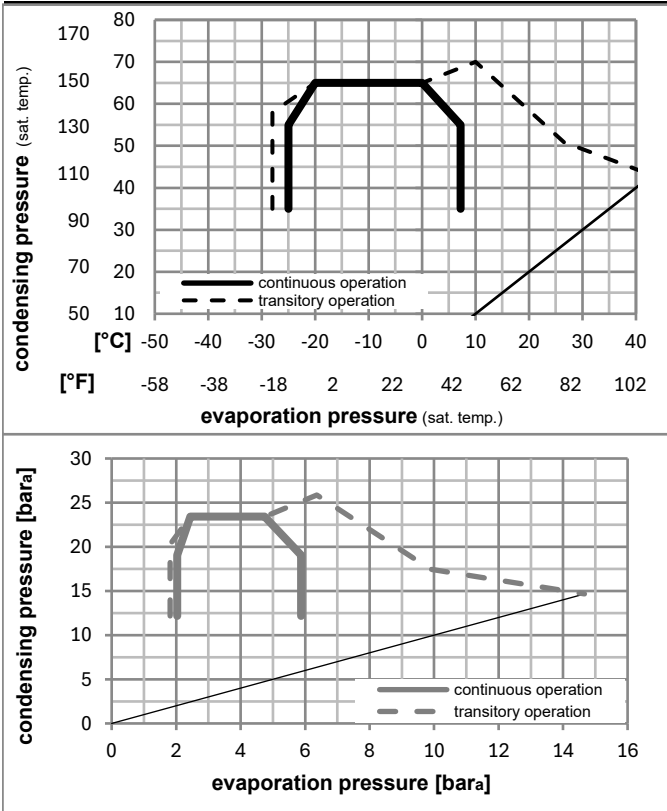 condensing pressure (sat. temp.)
170 80
70
150 60
130 50
110 40
90 30
70 20
50 10
continuous operation
transitory operation
[°C] -50 -40 -30 -20 -10 0 10 20 30 40
[°F] -58 -38 -18 2 22 42 62 82 102
evaporation pressure (sat. temp.)
condensing pressure [bara]
30
25
20
15
10
5
0
continuous operation
transitory operation
0 2 4 6 8 10 12 14 16
evaporation pressure [bara]